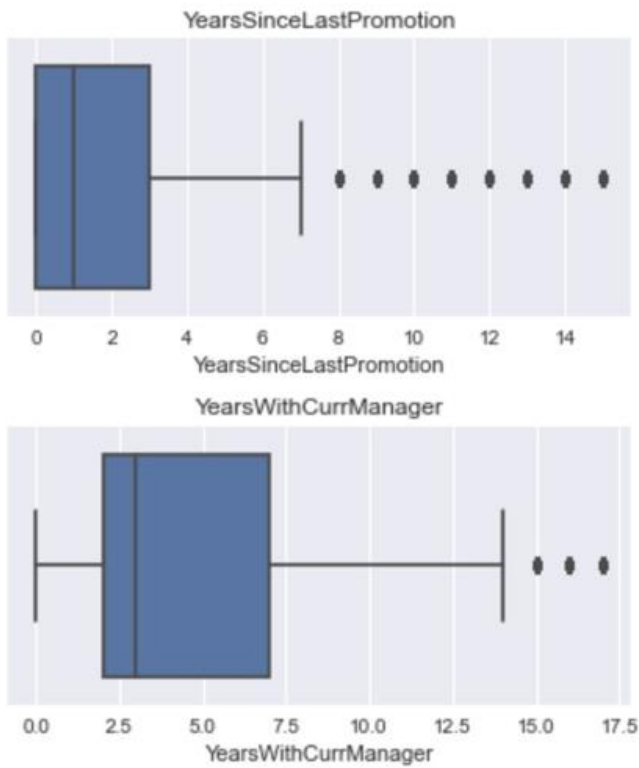 YearsSinceLastPromotion
0 2 4 6 8 10 12 14
YearsSinceLastPromotion
YearsWithCurrManager
0.0 2.5 5.0 7.5 10.0 12.5 15.0 17.5
YearsWithCurrManager